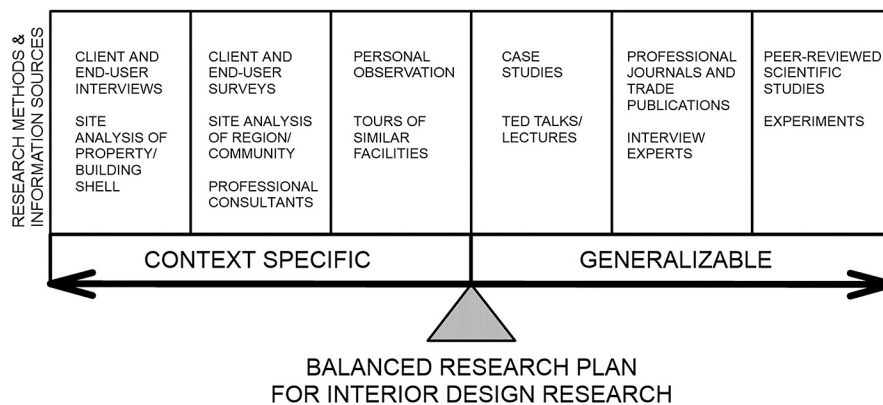 RESEARCH METHODS &
INFORMATION SOURCES
CLIENT AND
END-USER
INTERVIEWS
SITE
ANALYSIS OF
PROPERTY/
BUILDING
SHELL
CLIENT AND
END-USER
SURVEYS
SITE ANALYSIS
OF REGION/
COMMUNITY
PROFESSIONAL
CONSULTANTS
PERSONAL
OBSERVATION
TOURS OF
SIMILAR
FACILITIES
CASE
STUDIES
TED TALKS/
LECTURES
PROFESSIONAL
JOURNALS AND
TRADE
PUBLICATIONS
INTERVIEW
EXPERTS
PEER-REVIEWED
SCIENTIFIC
STUDIES
EXPERIMENTS
CONTEXT SPECIFIC
GENERALIZABLE
BALANCED RESEARCH PLAN
FOR INTERIOR DESIGN RESEARCH